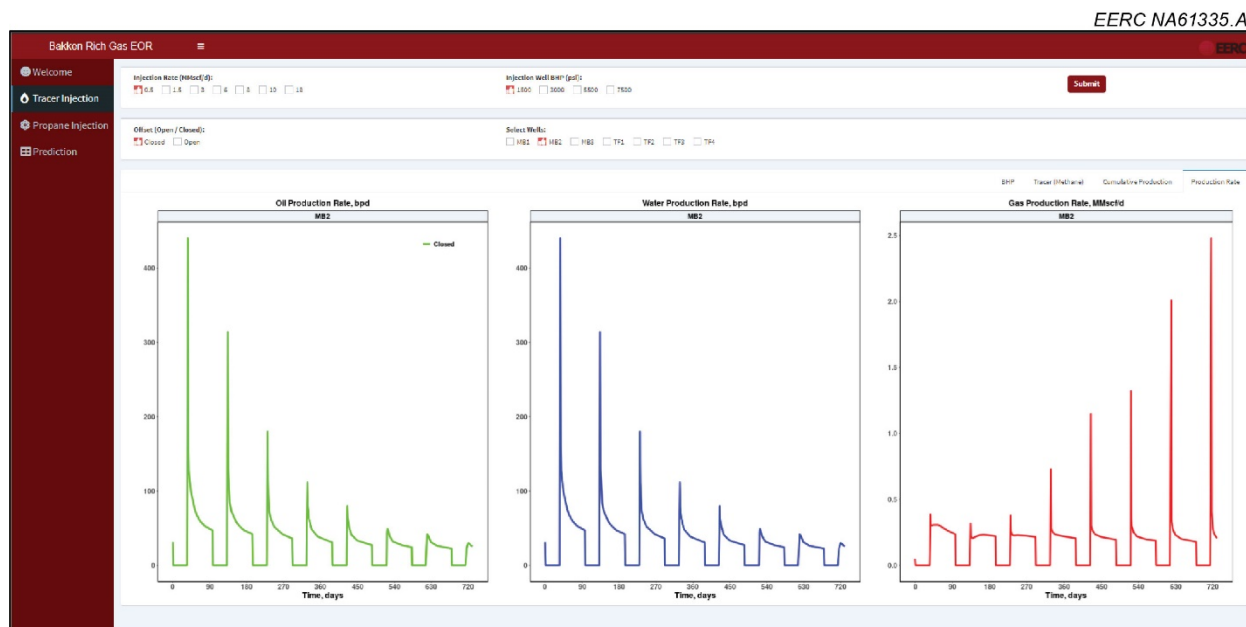 EERC NA61335.A
Bakkon Rich Gas EOR
EERC
Welcome
Tracer Injection
Propane Injection
Prediction
Injection Rate (MMscf/d):
Injection Well BHP (psi):
0.5 1.5 3 6 8 10 15
1500 3000 5500 7500
Submit
Offset (Open / Closed):
Select Wells:
Closed Open
MB1 MB2 MB3 TF1 TF2 TF3 TF4
BHP Tracer (Methane) Cumulative Production Production Rate
Oil Production Rate, bpd
MB2
Closed
400
300
200
100
0
0 90 180 270 360 450 540 630 720
Time, days
Water Production Rate, bpd
MB2
400
300
200
100
0
0 90 180 270 360 450 540 630 720
Time, days
Gas Production Rate, MMscf/d
MB2
2.5
2.0
1.5
1.0
0.5
0.0
0 90 180 270 360 450 540 630 720
Time, days